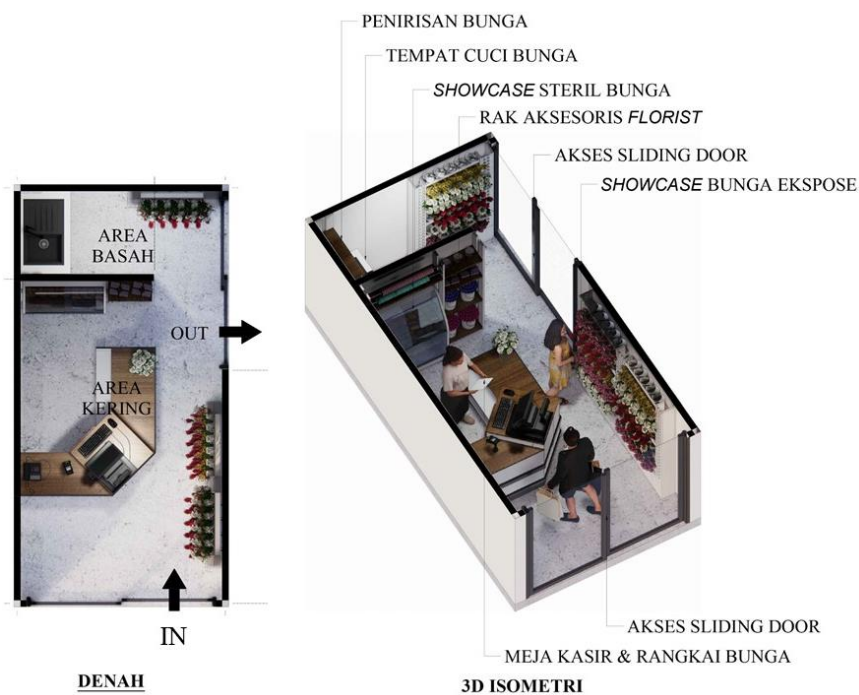 PENIRISAN BUNGA
TEMPAT CUCI BUNGA
SHOWCASE STERIL BUNGA
RAK AKSESORIS FLORIST
AKSES SLIDING DOOR
SHOWCASE BUNGA EKSPOSE
AREA
BASAH
OUT
AREA
KERING
IN
AKSES SLIDING DOOR
MEJA KASIR & RANGKAI BUNGA
DENAH
3D ISOMETRI